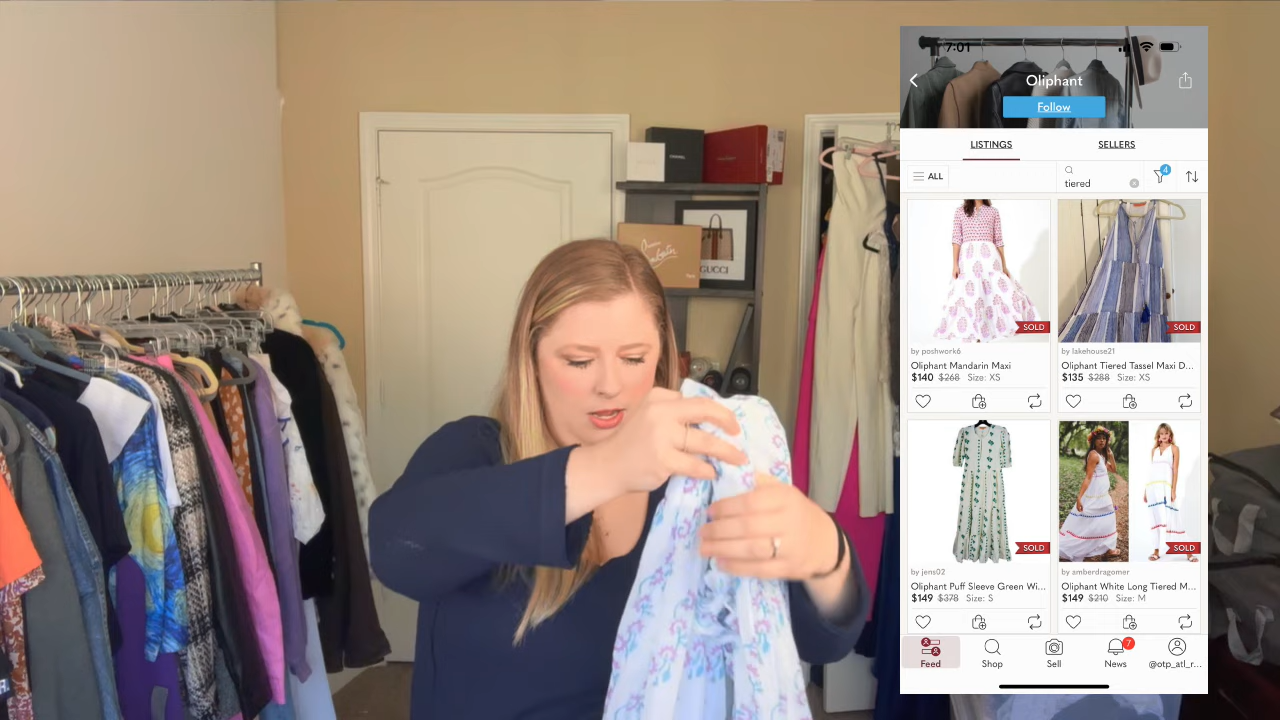 7:01
Oliphant
Follow
LISTINGS SELLERS
ALL
tiered
4
SOLD
SOLD
by poshwork6
Oliphant Mandarin Maxi
$140 $268 Size: XS
by lakehouse21
Oliphant Tiered Tassel Maxi D...
$135 $288 Size: XS
SOLD
SOLD
by jens02
Oliphant Puff Sleeve Green Wi...
$149 $378 Size: S
by amberdragomer
Oliphant White Long Tiered M...
$149 $210 Size: M
Feed
Shop
Sell
7
News
@otp_atl_r...
GUCCI